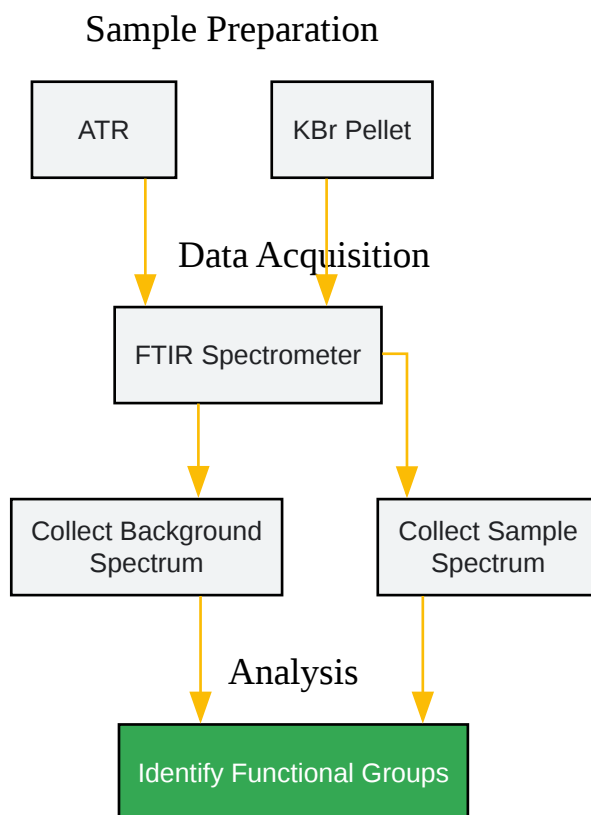 Sample Preparation
ATR
KBr Pellet
Data Acquisition
FTIR Spectrometer
Collect Background
Spectrum
Collect Sample
Spectrum
Analysis
Identify Functional Groups